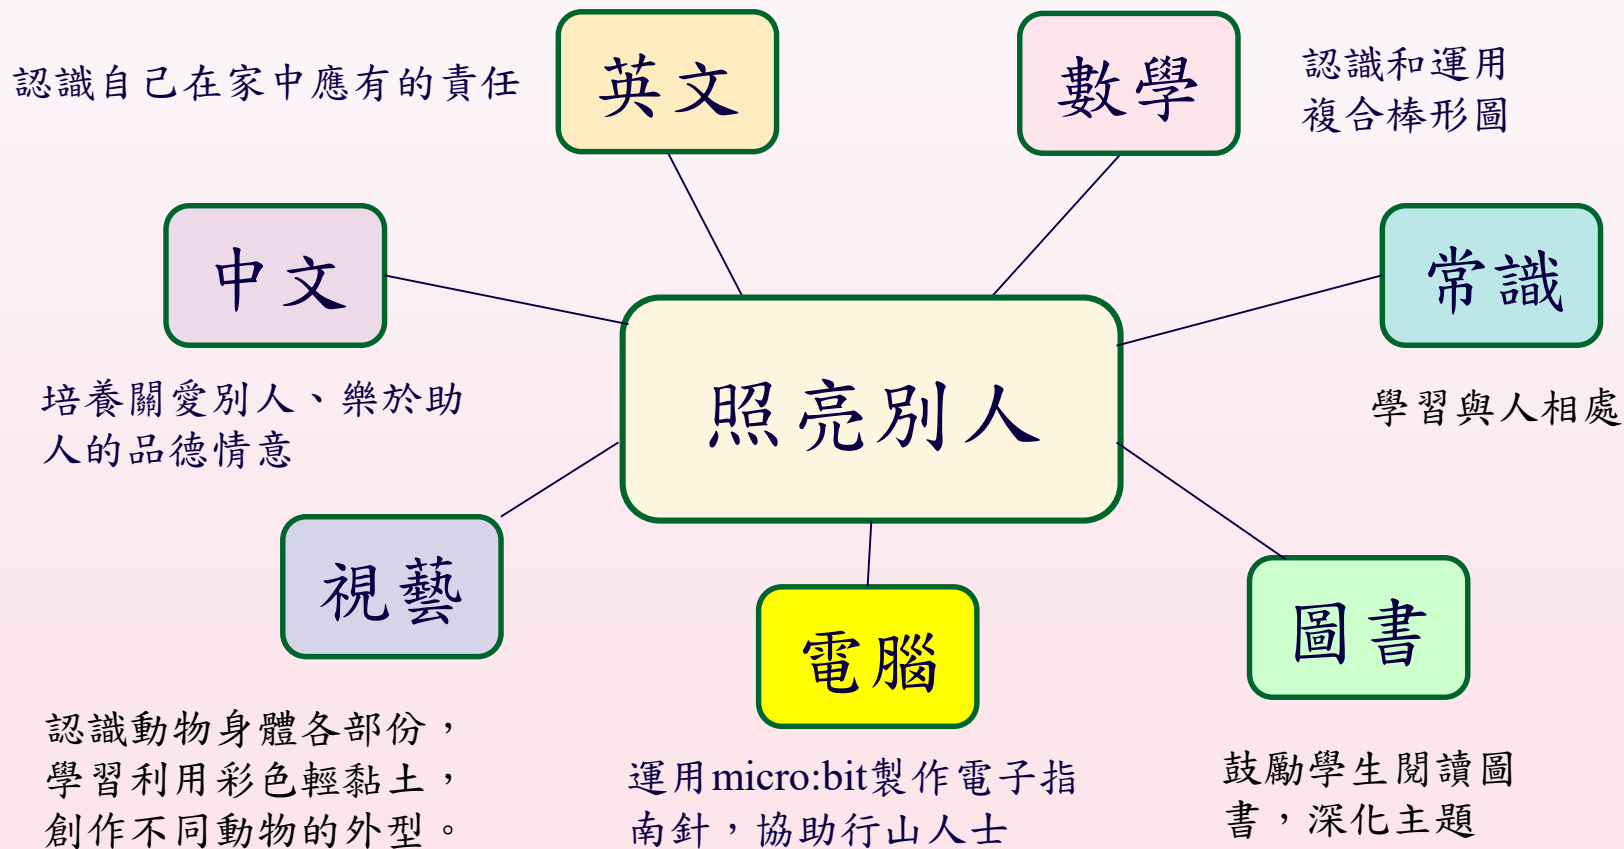 英文
認識自己在家中應有的責任
數學
認識和運用
複合棒形圖
中文
培養關愛別人、樂於助
人的品德情意
常識
學習與人相處
照亮別人
視藝
認識動物身體各部份，
學習利用彩色輕黏土，
創作不同動物的外型。
電腦
運用micro:bit製作電子指
南針，協助行山人士
圖書
鼓勵學生閱讀圖
書，深化主題